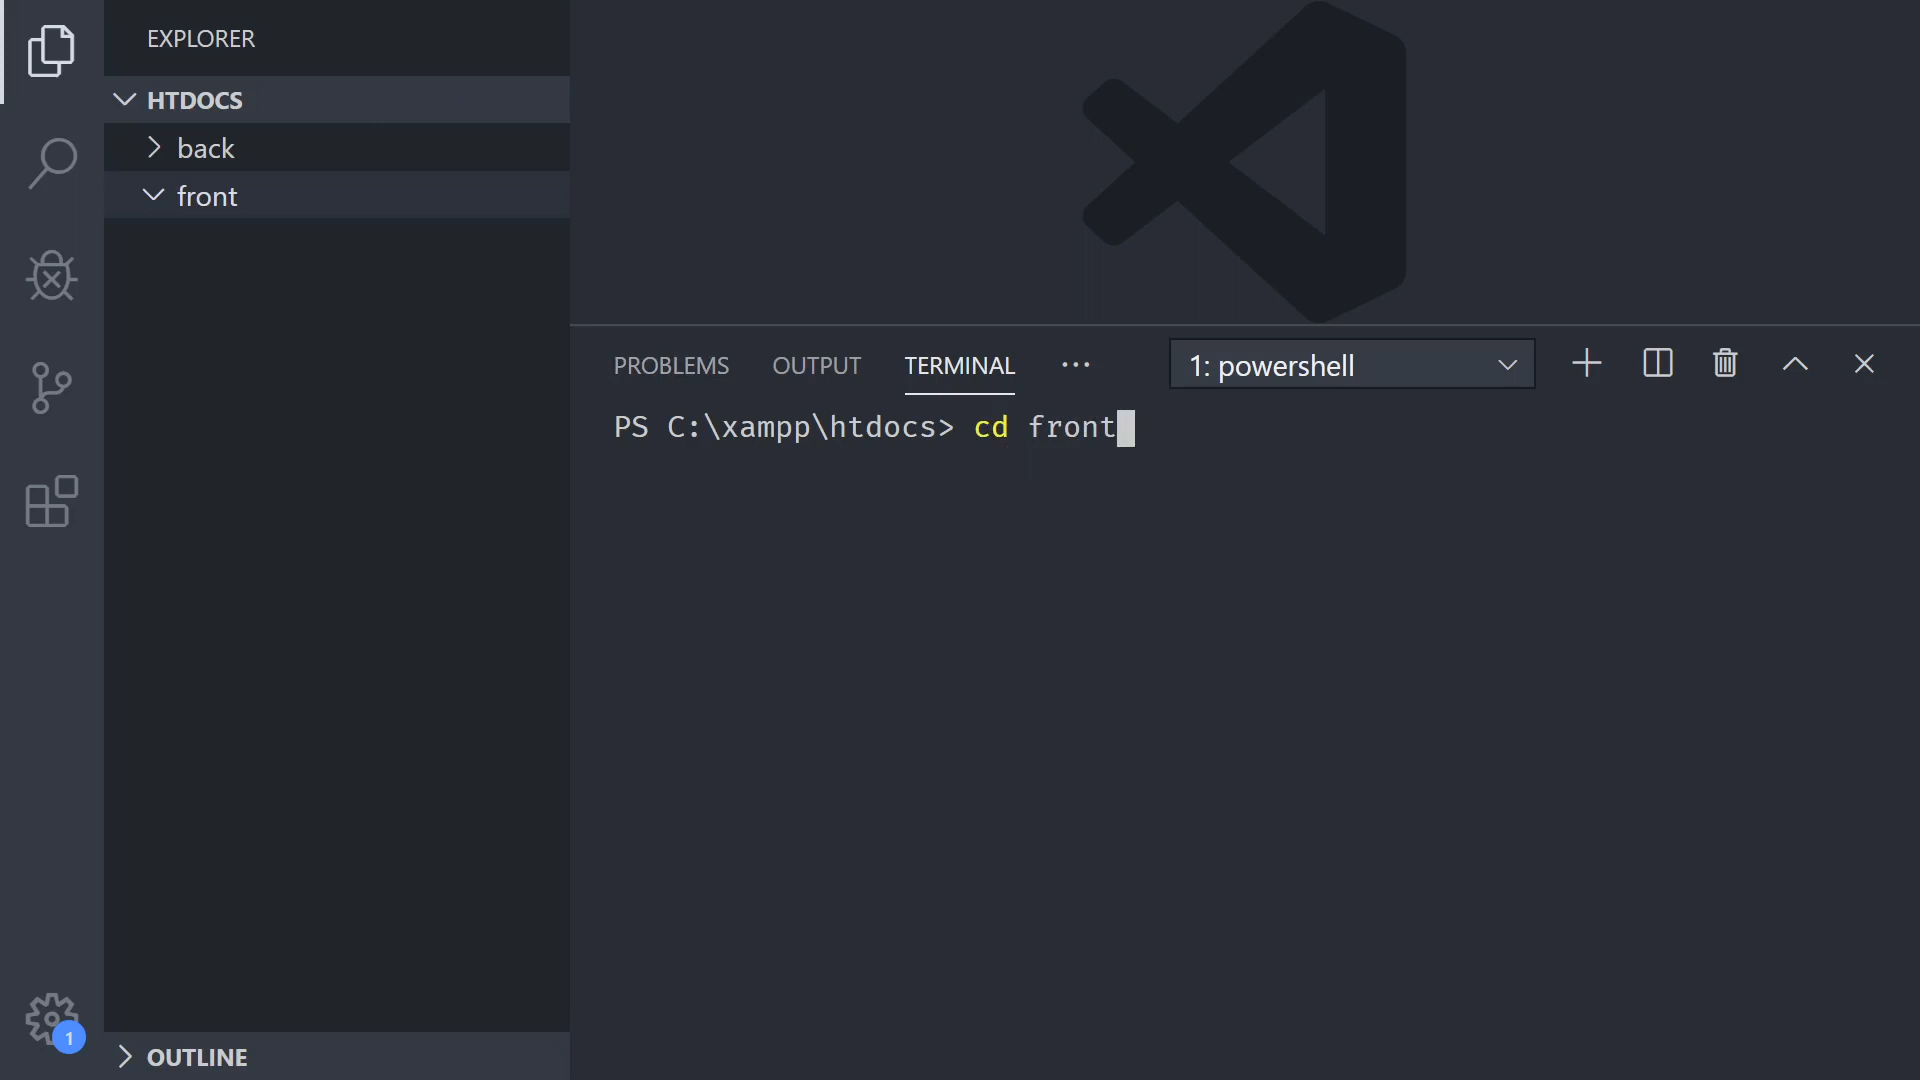 EXPLORER
HTDOCS
back
front
PROBLEMS OUTPUT TERMINAL ··· 1: powershell
PS C:\xampp\htdocs> cd front
1
OUTLINE